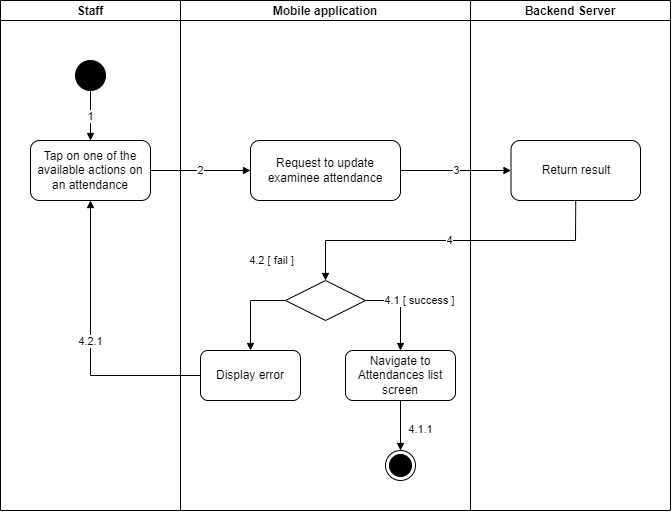 Staff
Mobile application
Backend Server
1
Tap on one of the
available actions on
an attendance
2
Request to update
examinee attendance
3
Return result
4
4.2 [ fail ]
4.1 [ success ]
4.2.1
Display error
Navigate to
Attendances list
screen
4.1.1